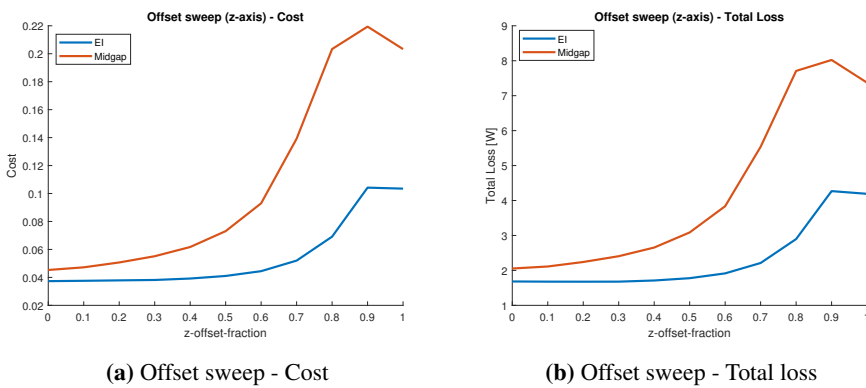 Offset sweep (z-axis) - Cost
EI
Midgap
0.22
0.2
0.18
0.16
0.14
0.12
0.1
0.08
0.06
0.04
0.02
Cost
0 0.1 0.2 0.3 0.4 0.5 0.6 0.7 0.8 0.9 1
z-offset-fraction
(a) Offset sweep - Cost
Offset sweep (z-axis) - Total Loss
EI
Midgap
9
8
7
6
5
4
3
2
1
Total Loss [W]
0 0.1 0.2 0.3 0.4 0.5 0.6 0.7 0.8 0.9 1
z-offset-fraction
(b) Offset sweep - Total loss